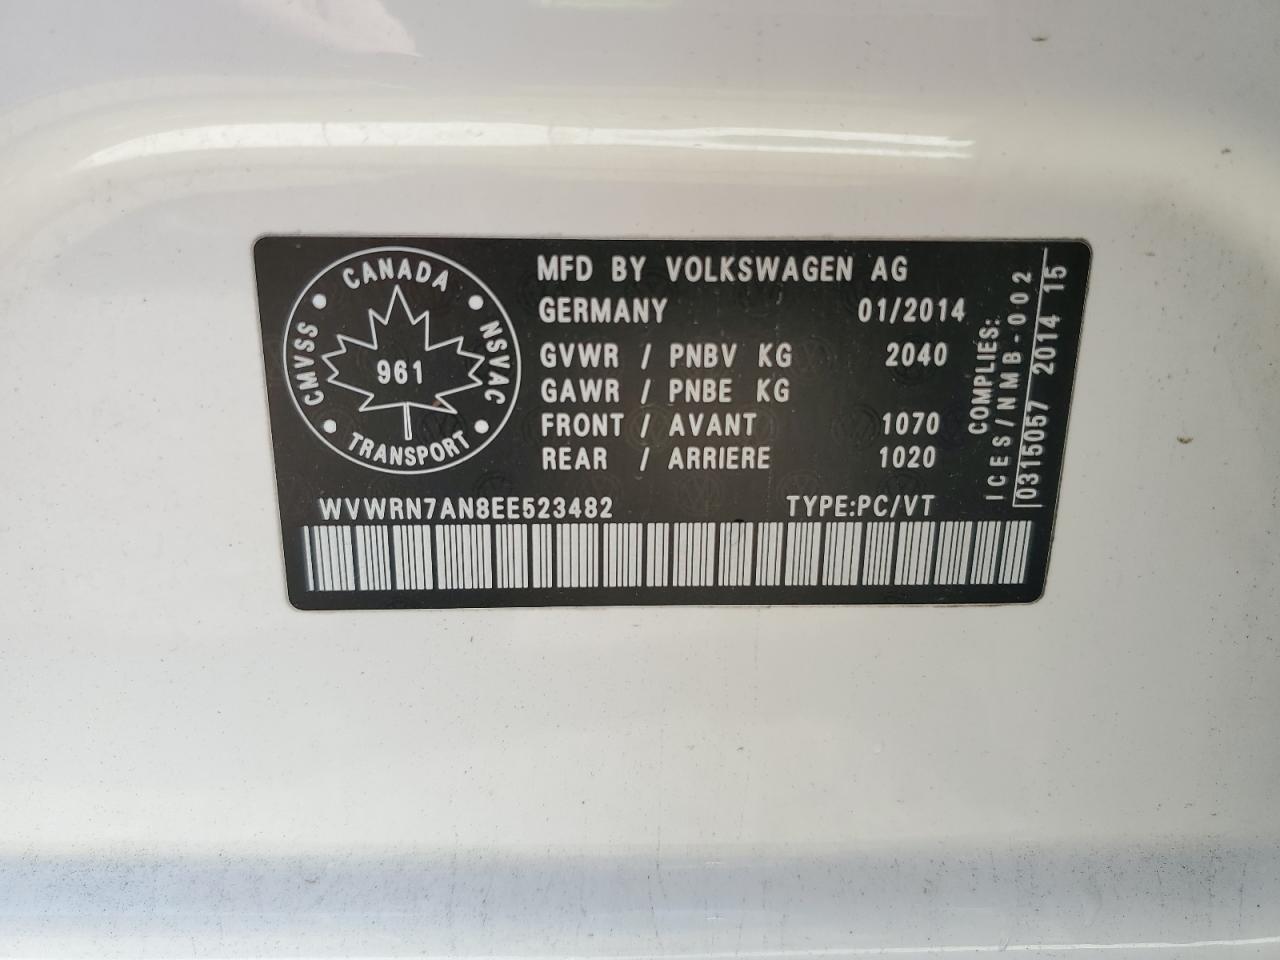 CANADA
CMVSS
NSVAC
961
TRANSPORT
MFD BY VOLKSWAGEN AG
GERMANY 01/2014
GVWR / PNBV KG 2040
GAWR / PNBE KG
FRONT / AVANT 1070
REAR / ARRIERE 1020
WVWRN7AN8EE523482 TYPE:PC/VT
COMPLIES:
ICES/NMB-002
0315057 2014 15